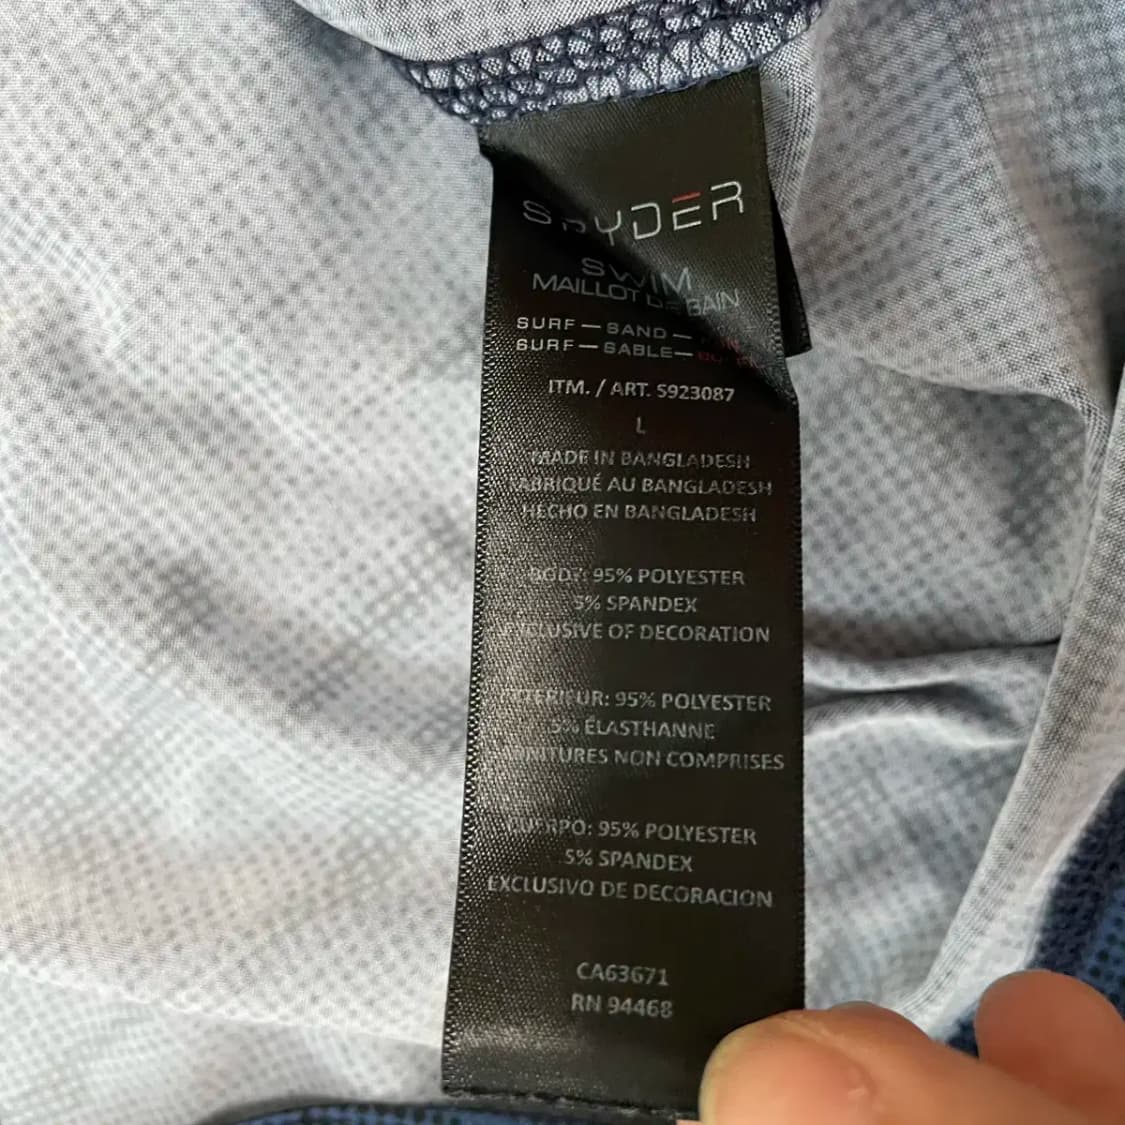 SPYDER
SWIM
MAILLOT DE BAIN
SURF — SAND —
SURF — SABLE —
ITM. / ART. S923087
L
MADE IN BANGLADESH
FABRIQUÉ AU BANGLADESH
HECHO EN BANGLADESH
BODY: 95% POLYESTER
5% SPANDEX
EXCLUSIVE OF DECORATION
EXTERIEUR: 95% POLYESTER
5% ÉLASTHANNE
GARNITURES NON COMPRISES
CUERPO: 95% POLYESTER
5% SPANDEX
EXCLUSIVO DE DECORACION
CA63671
RN 94468